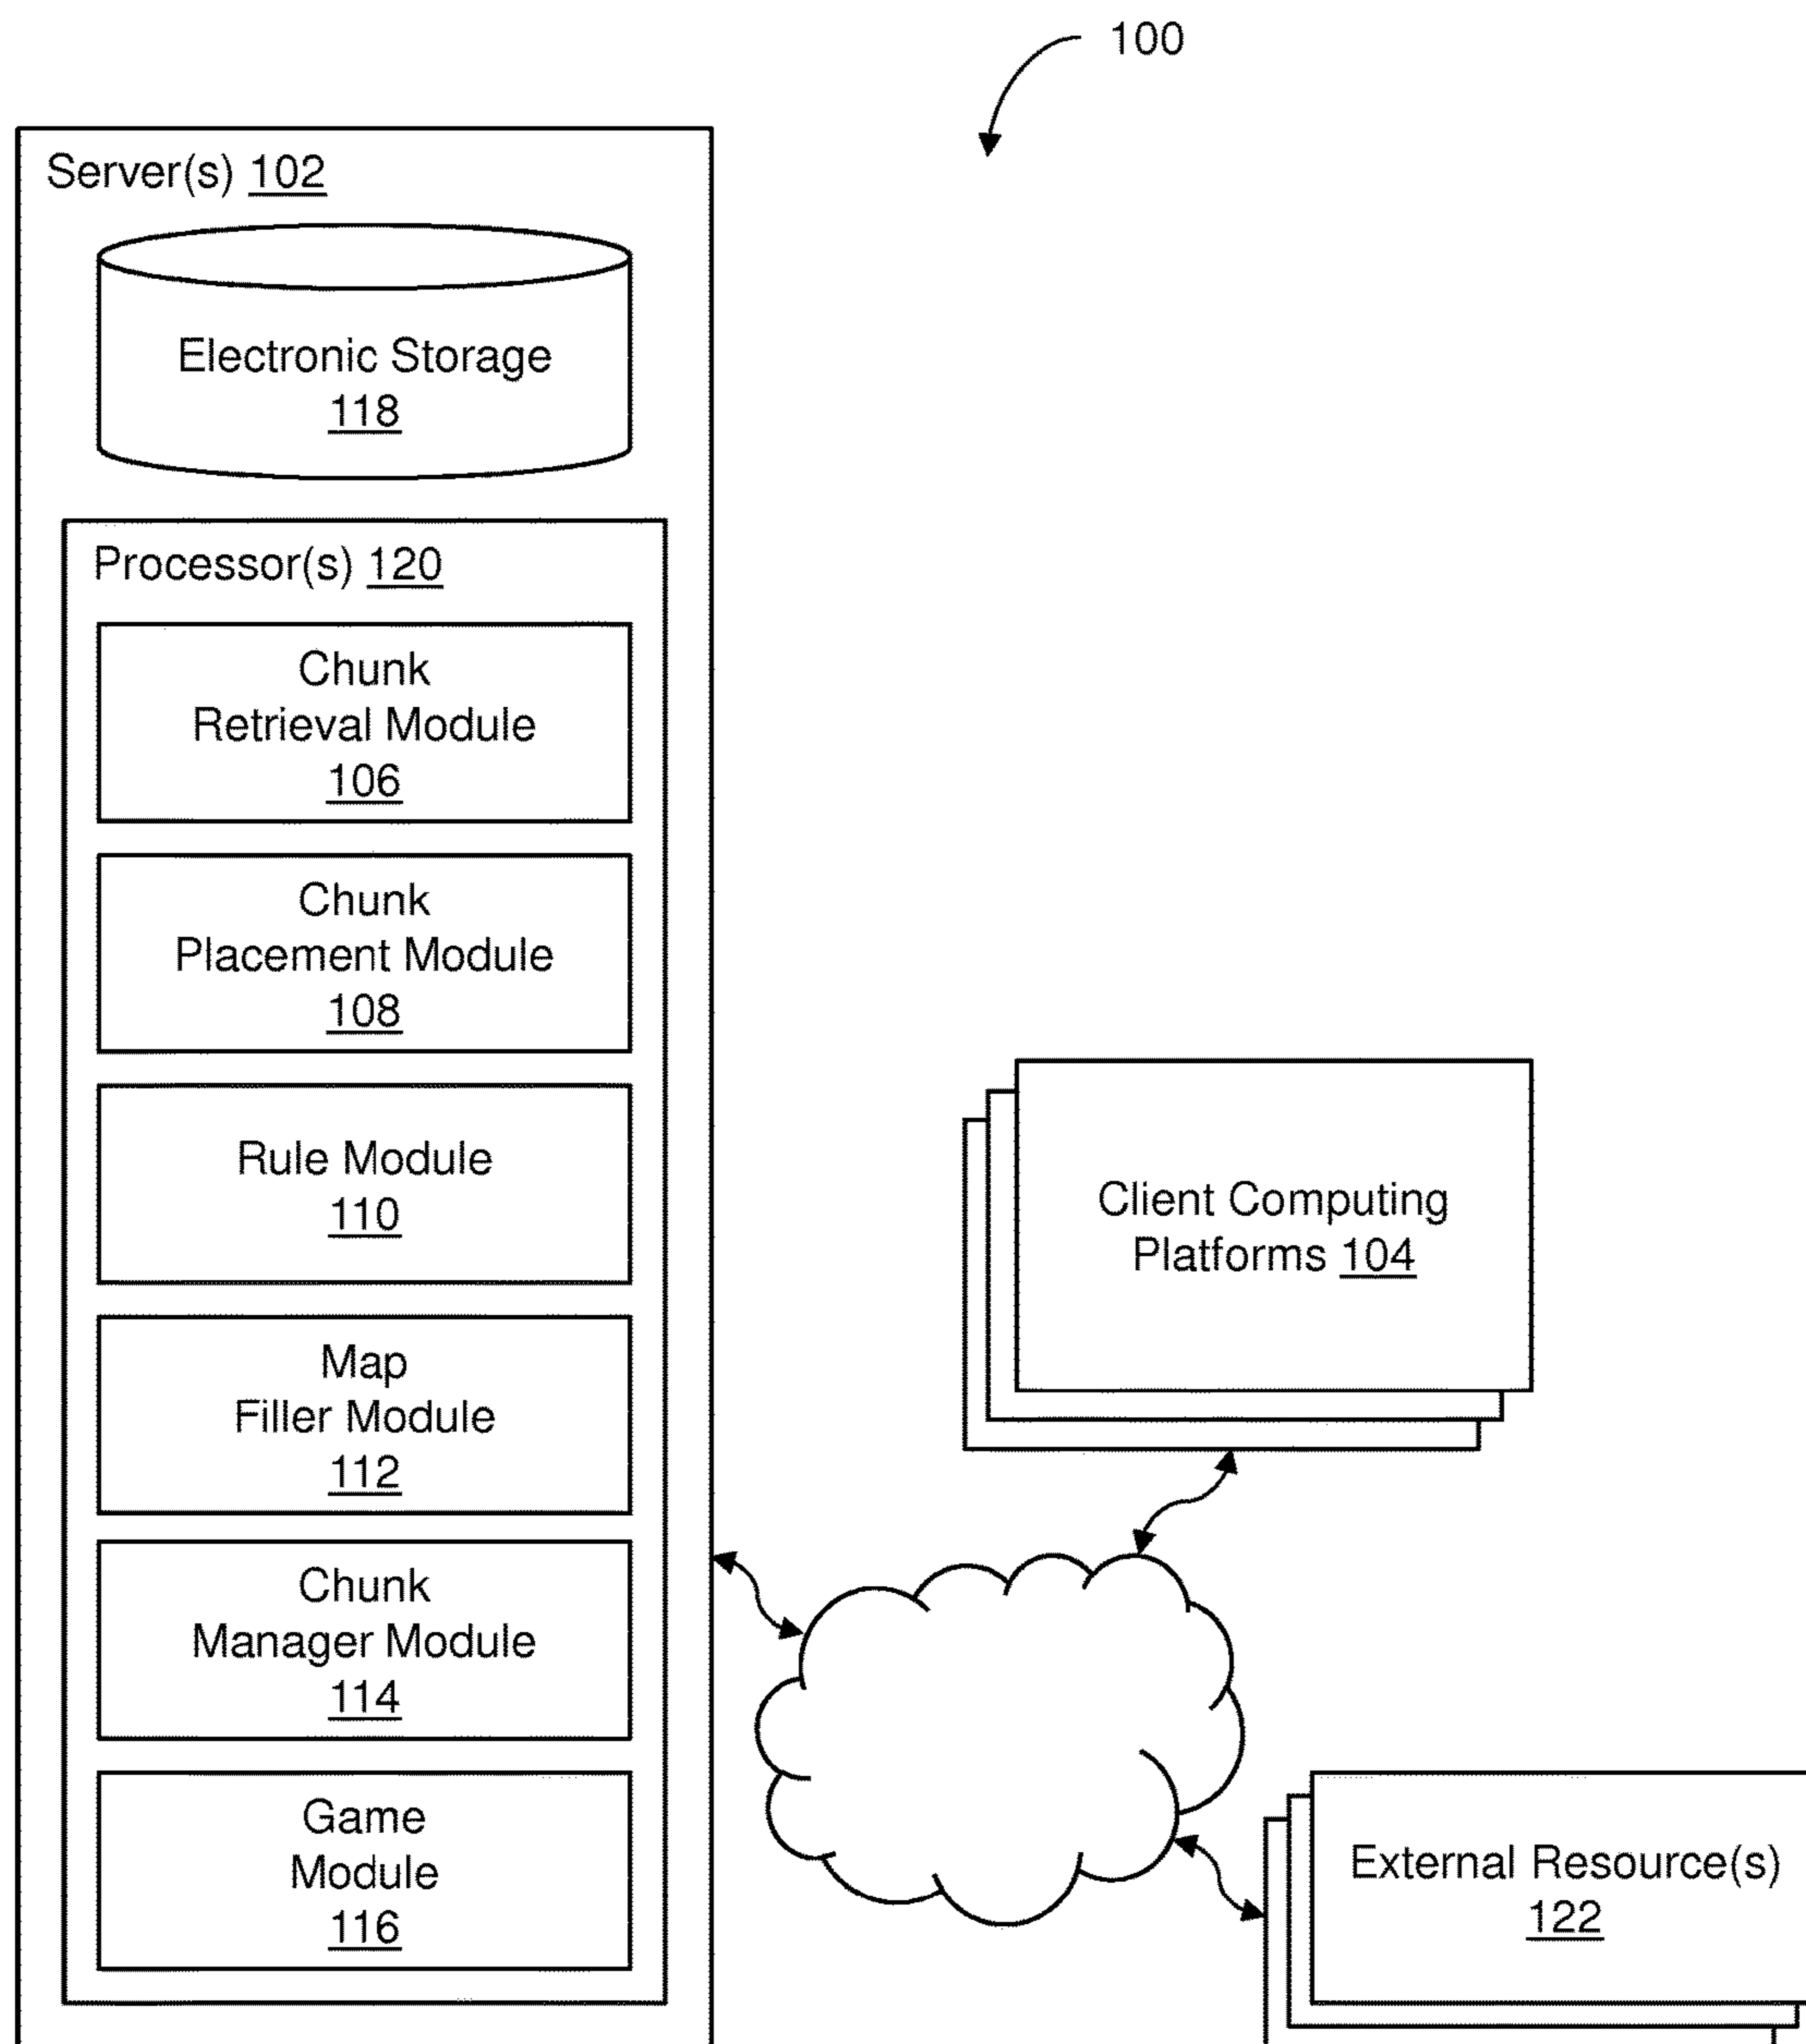 100
Server(s) 102
Electronic Storage
118
Processor(s) 120
Chunk
Retrieval Module
106
Chunk
Placement Module
108
Rule Module
110
Map
Filler Module
112
Chunk
Manager Module
114
Game
Module
116
Client Computing
Platforms 104
External Resource(s)
122